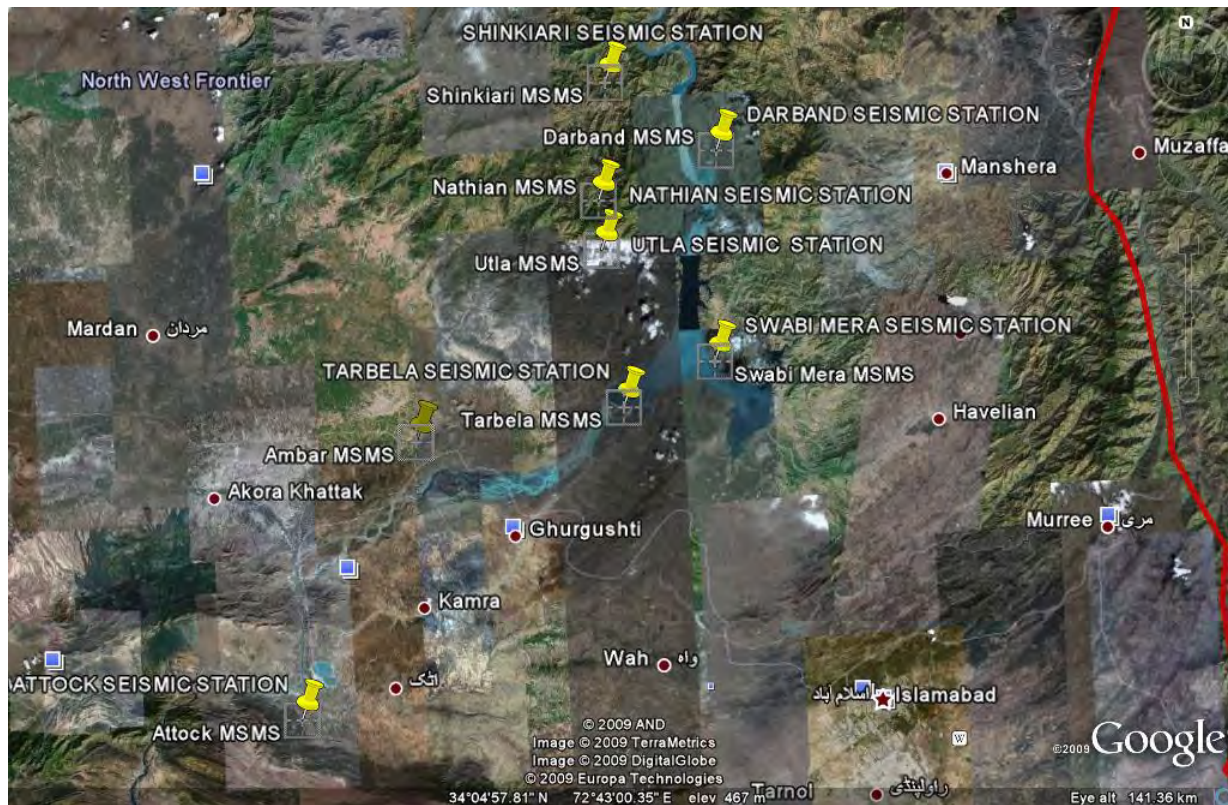 SHINKIARI SEISMIC STATION
North West Frontier
Shinkiari MSMS
DARBAND SEISMIC STATION
Darband MSMS
Muzaffa
Manshera
Nathian MSMS
NATHIAN SEISMIC STATION
UTLA SEISMIC STATION
Utla MSMS
Mardan مردان
SWABI MERA SEISMIC STATION
TARBELA SEISMIC STATION
Swabi Mera MSMS
Tarbela MSMS
Havelian
Ambar MSMS
Akora Khattak
Murree مری
Ghurgushti
Kamra
Wah واہ
ATTOCK SEISMIC STATION
اٹک
اسلام آباد Islamabad
Attock MSMS
© 2009 AND
Image © 2009 TerraMetrics
Image © 2009 DigitalGlobe
© 2009 Europa Technologies
W
©2009 Google
Tarnol
راولپنڈی
34°04'57.81" N 72°43'00.35" E elev 467 m
Eye alt 141.36 km
N